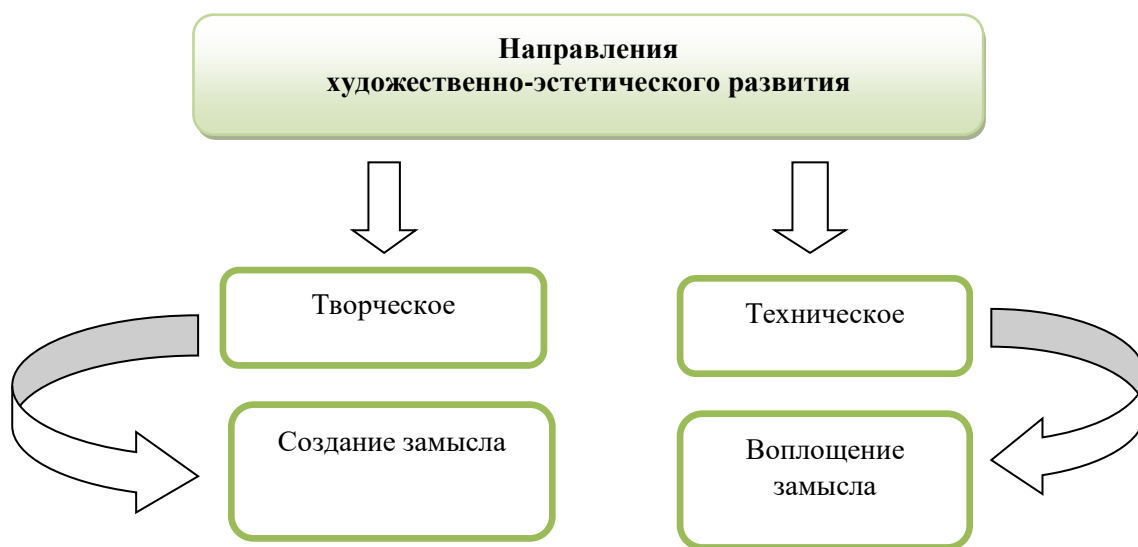 Направления
художественно-эстетического развития
Творческое
Техническое
Создание замысла
Воплощение
замысла